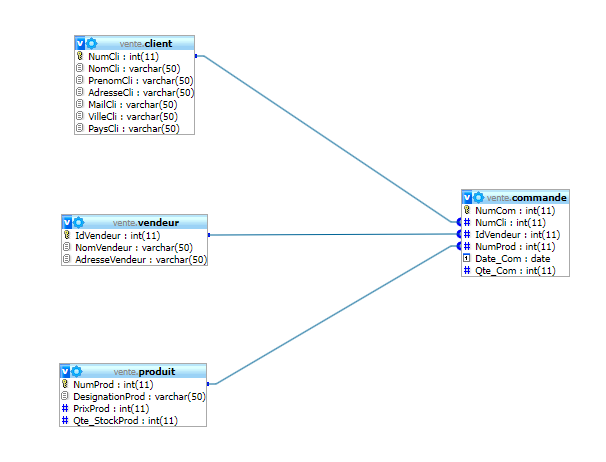 vente.client
NumCli : int(11)
NomCli : varchar(50)
PrenomCli : varchar(50)
AdresseCli : varchar(50)
MailCli : varchar(50)
VilleCli : varchar(50)
PaysCli : varchar(50)
vente.vendeur
IdVendeur : int(11)
NomVendeur : varchar(50)
AdresseVendeur : varchar(50)
vente.produit
NumProd : int(11)
DesignationProd : varchar(50)
PrixProd : int(11)
Qte_StockProd : int(11)
vente.commande
NumCom : int(11)
NumCli : int(11)
IdVendeur : int(11)
NumProd : int(11)
Date_Com : date
Qte_Com : int(11)